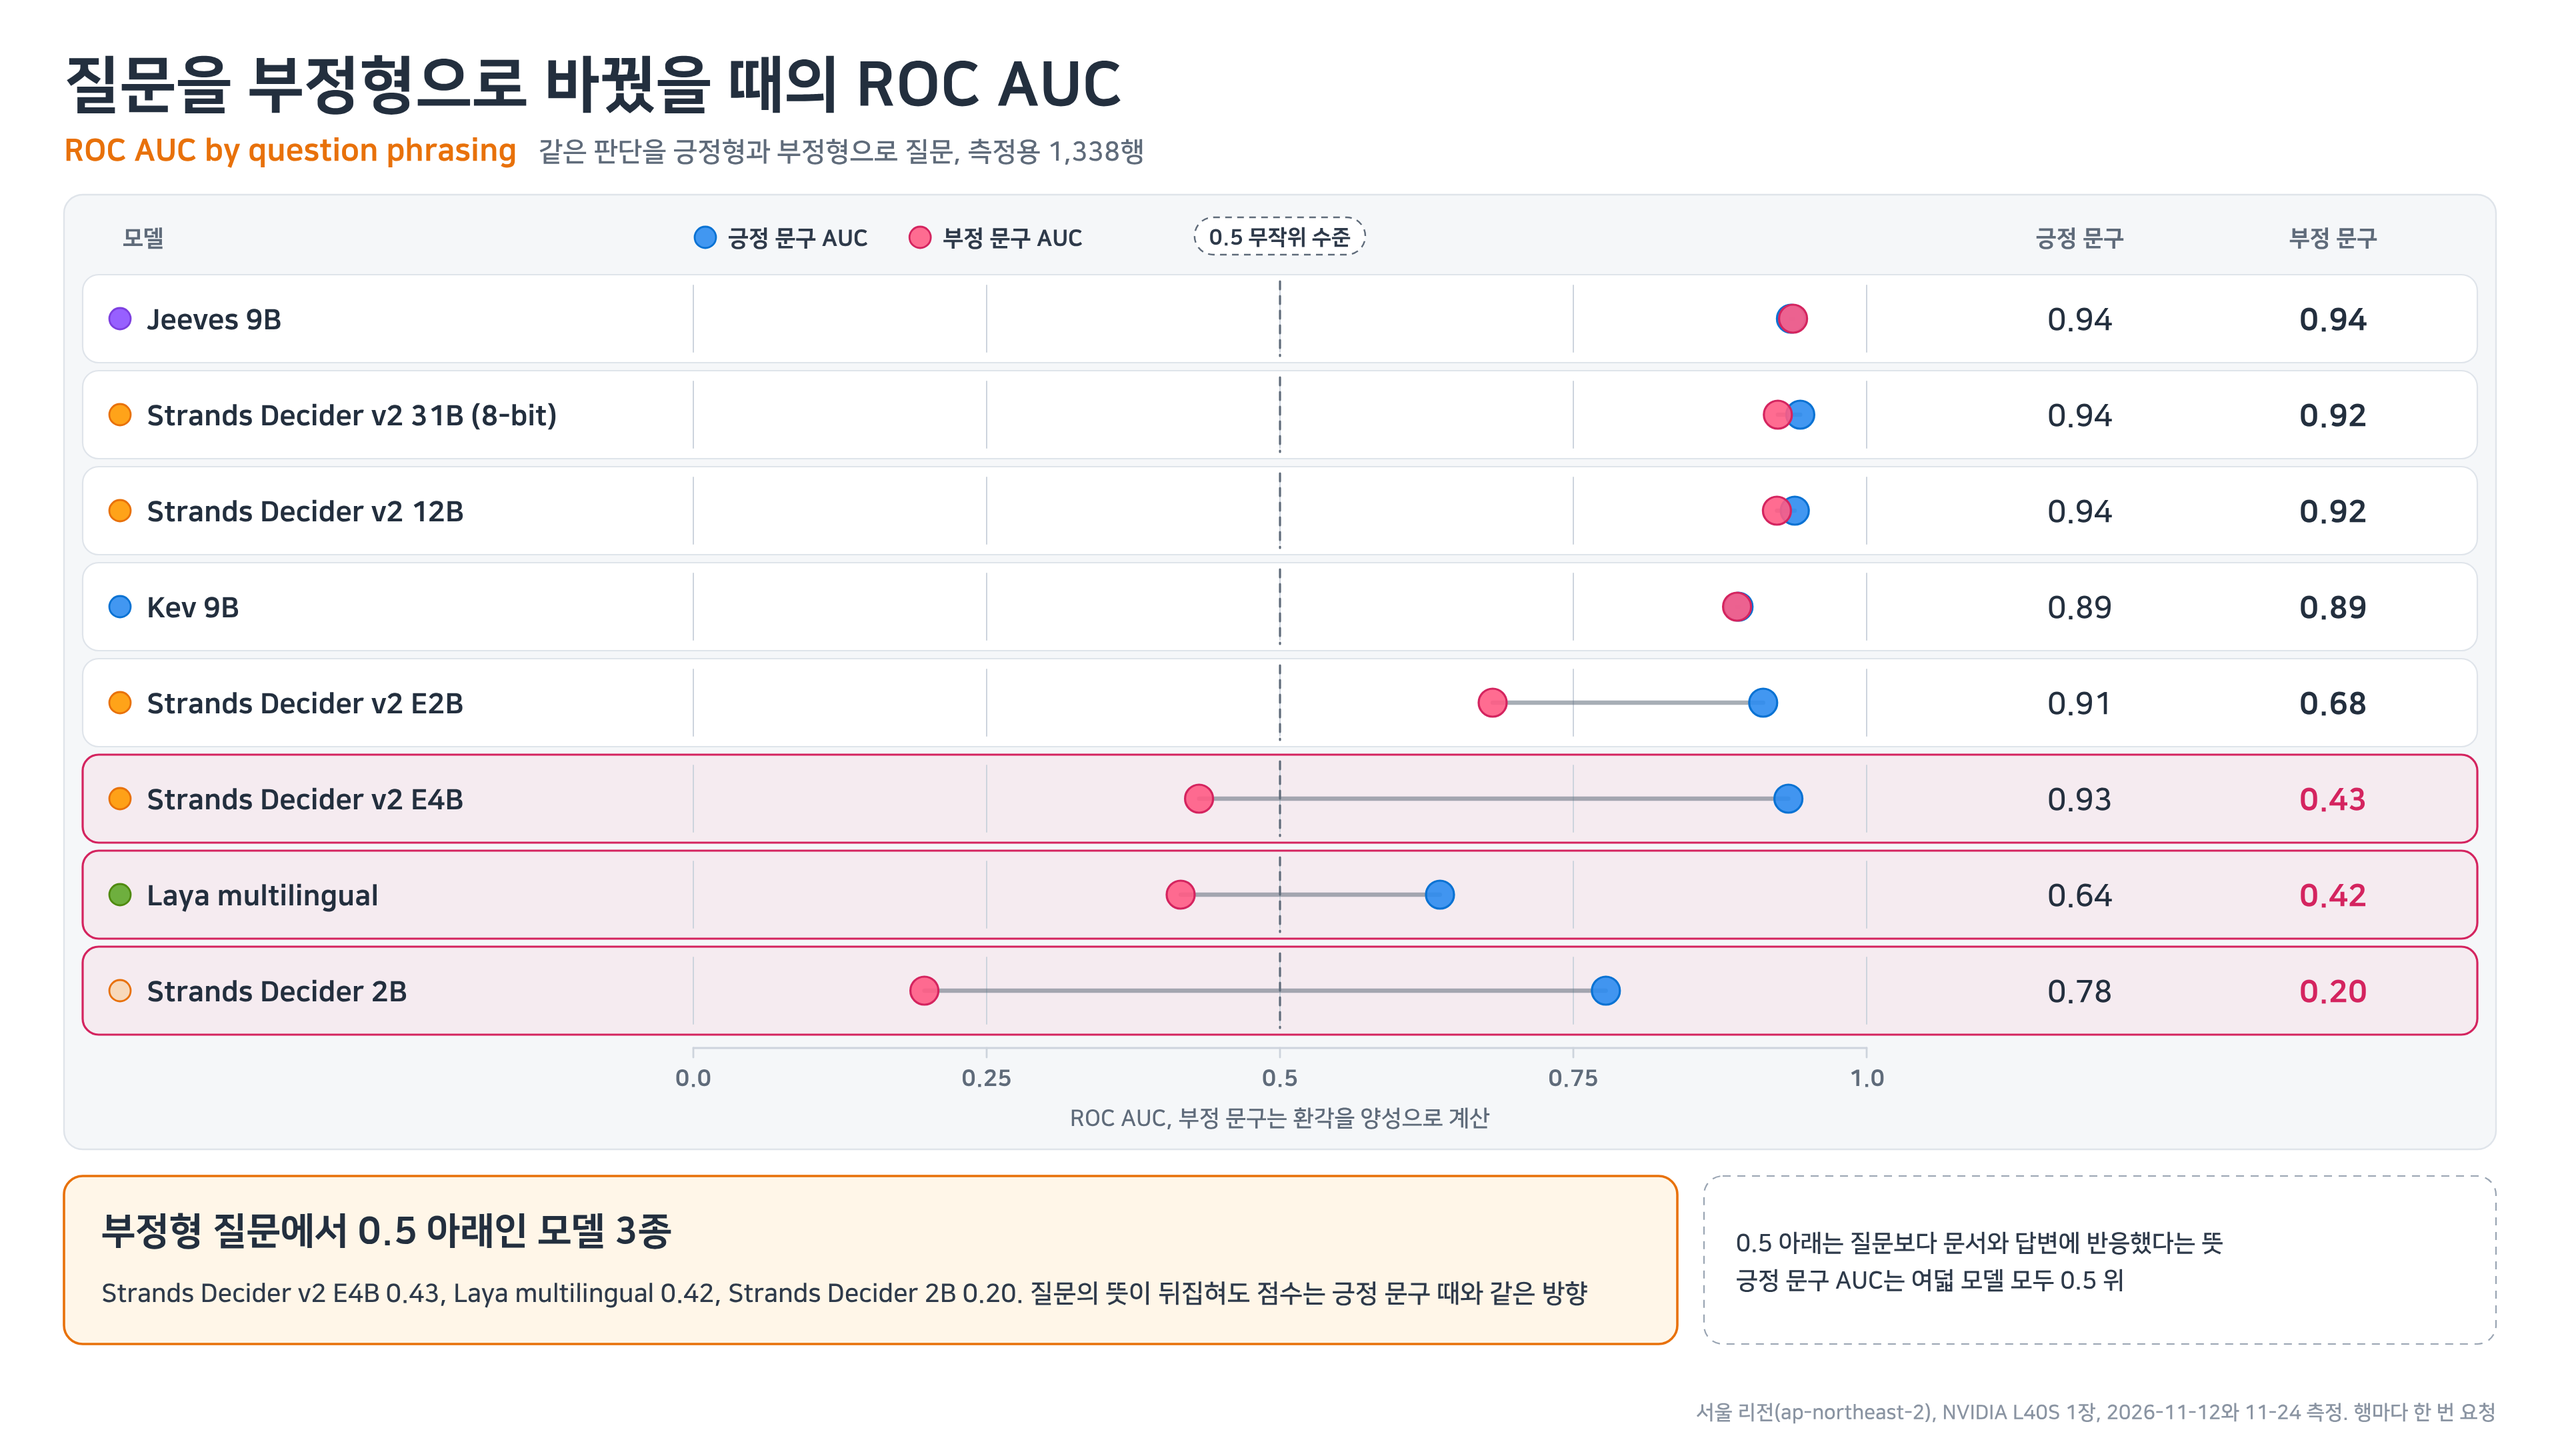 질문을 부정형으로 바꿨을 때의 ROC AUC
ROC AUC by question phrasing 같은 판단을 긍정형과 부정형으로 질문, 측정용 1,338행
모델 긍정 문구 AUC 부정 문구 AUC 0.5 무작위 수준 긍정 문구 부정 문구
Jeeves 9B 0.94 0.94
Strands Decider v2 31B (8-bit) 0.94 0.92
Strands Decider v2 12B 0.94 0.92
Kev 9B 0.89 0.89
Strands Decider v2 E2B 0.91 0.68
Strands Decider v2 E4B 0.93 0.43
Laya multilingual 0.64 0.42
Strands Decider 2B 0.78 0.20
0.0 0.25 0.5 0.75 1.0
ROC AUC, 부정 문구는 환각을 양성으로 계산
부정형 질문에서 0.5 아래인 모델 3종
Strands Decider v2 E4B 0.43, Laya multilingual 0.42, Strands Decider 2B 0.20. 질문의 뜻이 뒤집혀도 점수는 긍정 문구 때와 같은 방향
0.5 아래는 질문보다 문서와 답변에 반응했다는 뜻
긍정 문구 AUC는 여덟 모델 모두 0.5 위
서울 리전(ap-northeast-2), NVIDIA L40S 1장, 2026-11-12와 11-24 측정. 행마다 한 번 요청